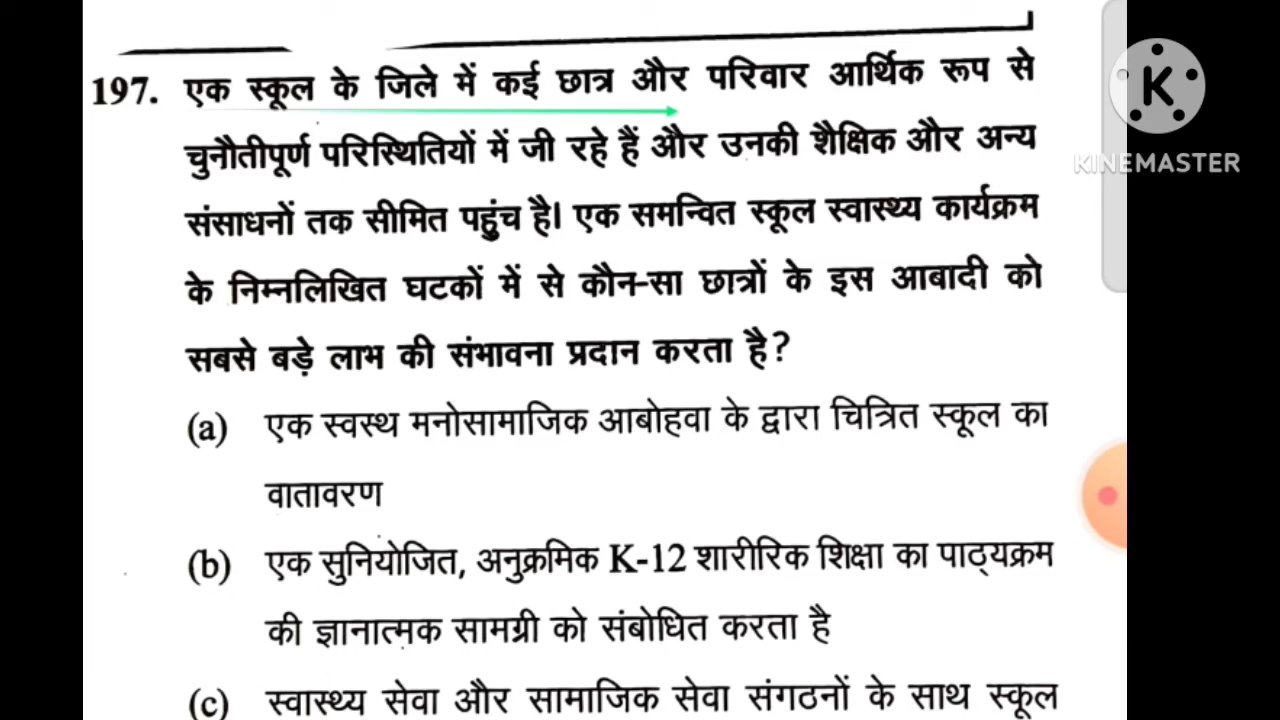 197. एक स्कूल के जिले में कई छात्र और परिवार आर्थिक रूप से
चुनौतीपूर्ण परिस्थितियों में जी रहे हैं और उनकी शैक्षिक और अन्य
संसाधनों तक सीमित पहुंच है। एक समन्वित स्कूल स्वास्थ्य कार्यक्रम
के निम्नलिखित घटकों में से कौन-सा छात्रों के इस आबादी को
सबसे बड़े लाभ की संभावना प्रदान करता है?
(a) एक स्वस्थ मनोसामाजिक आबोहवा के द्वारा चित्रित स्कूल का
वातावरण
(b) एक सुनियोजित, अनुक्रमिक K-12 शारीरिक शिक्षा का पाठ्यक्रम
की ज्ञानात्मक सामग्री को संबोधित करता है
(c) स्वास्थ्य सेवा और सामाजिक सेवा संगठनों के साथ स्कूल
K
KINEMASTER